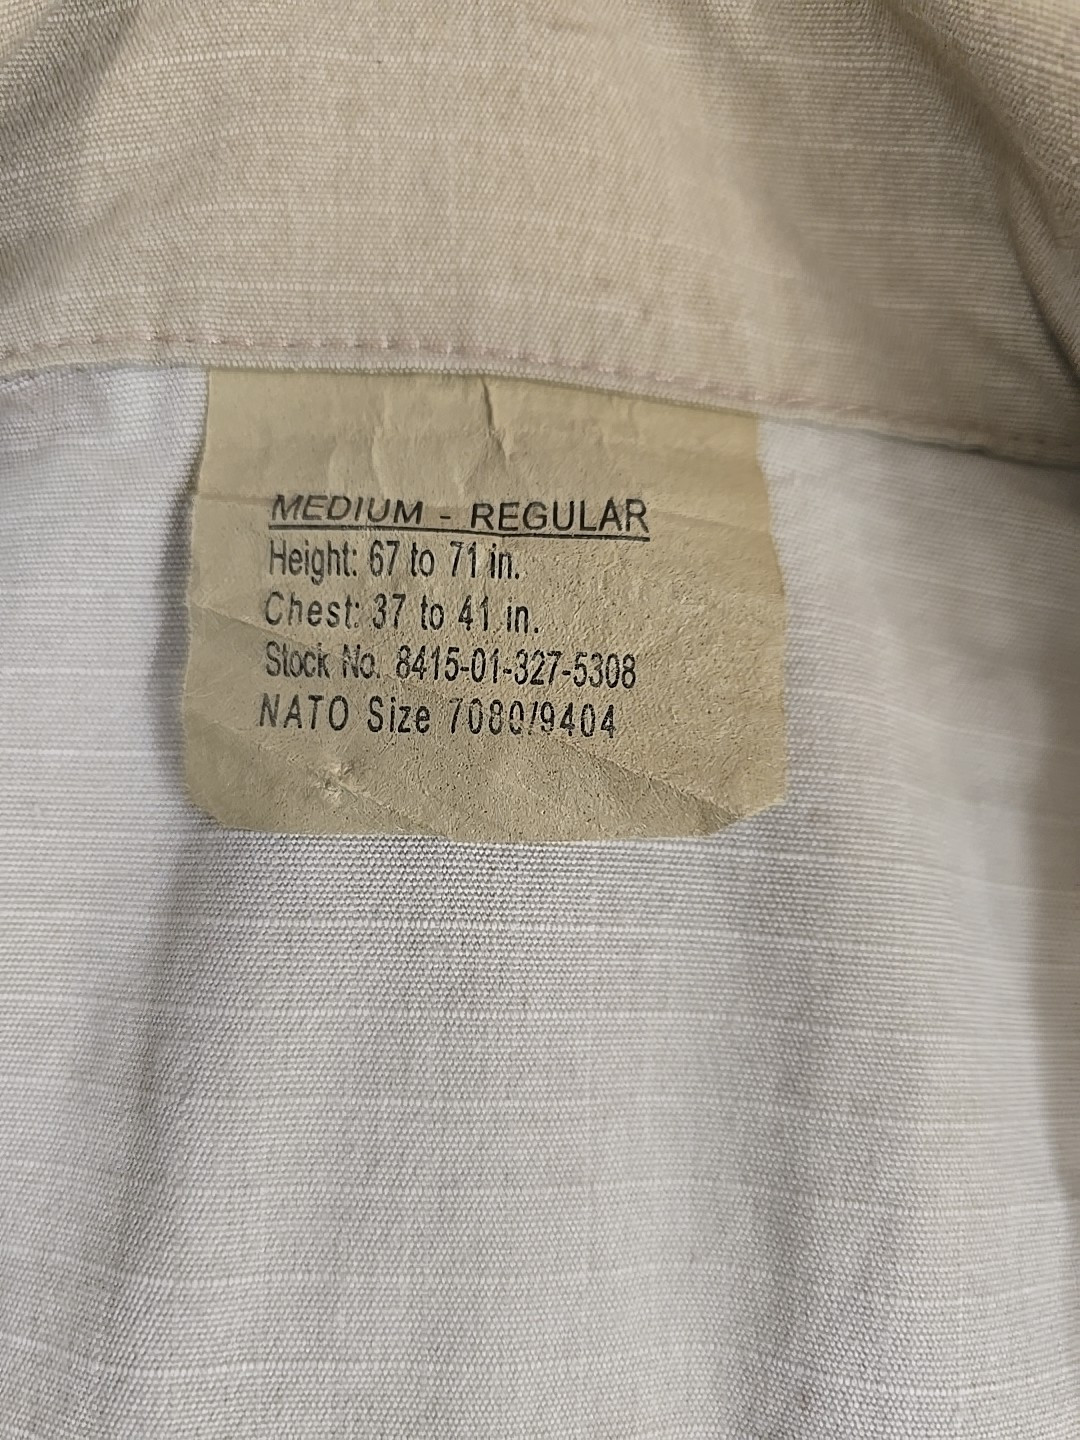 MEDIUM - REGULAR
Height: 67 to 71 in.
Chest: 37 to 41 in.
Stock No. 8415-01-327-5308
NATO Size 7080/9404